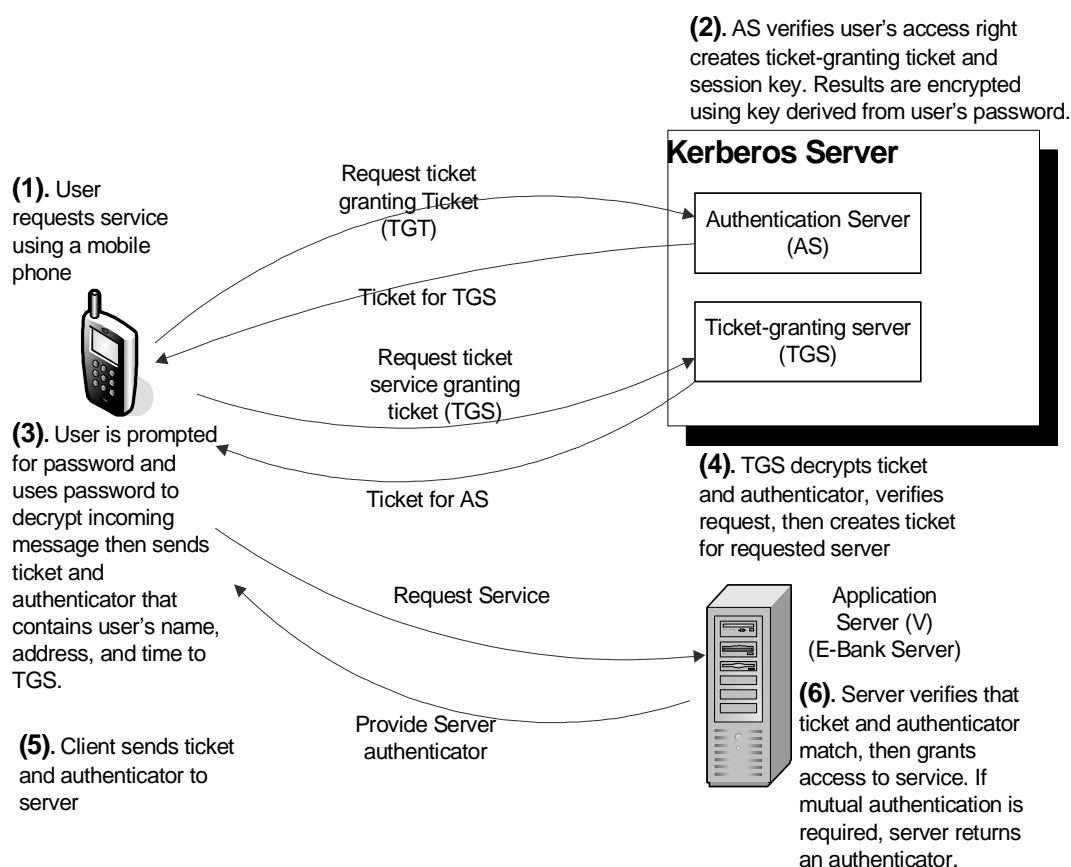 (2). AS verifies user's access right
creates ticket-granting ticket and
session key. Results are encrypted
using key derived from user's password.
Kerberos Server
(1). User
requests service
using a mobile
phone
Request ticket
granting Ticket
(TGT)
Authentication Server
(AS)
Ticket for TGS
Ticket-granting server
(TGS)
Request ticket
service granting
ticket (TGS)
(3). User is prompted
for password and
uses password to
decrypt incoming
message then sends
ticket and
authenticator that
contains user's name,
address, and time to
TGS.
Ticket for AS
(4). TGS decrypts ticket
and authenticator, verifies
request, then creates ticket
for requested server
Request Service
Application
Server (V)
(E-Bank Server)
Provide Server
authenticator
(5). Client sends ticket
and authenticator to
server
(6). Server verifies that
ticket and authenticator
match, then grants
access to service. If
mutual authentication is
required, server returns
an authenticator.